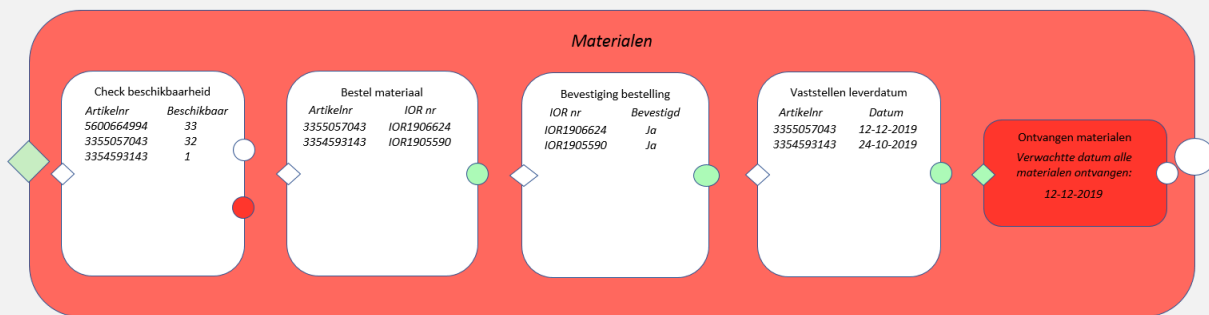 Materialen
Check beschikbaarheid
Artikelnr Beschikbaar
5600664994 33
3355057043 32
3354593143 1
Bestel materiaal
Artikelnr IOR nr
3355057043 IOR1906624
3354593143 IOR1905590
Bevestiging bestelling
IOR nr Bevestigd
IOR1906624 Ja
IOR1905590 Ja
Vaststellen leverdatum
Artikelnr Datum
3355057043 12-12-2019
3354593143 24-10-2019
Ontvangen materialen
Verwachtte datum alle
materialen ontvangen:
12-12-2019